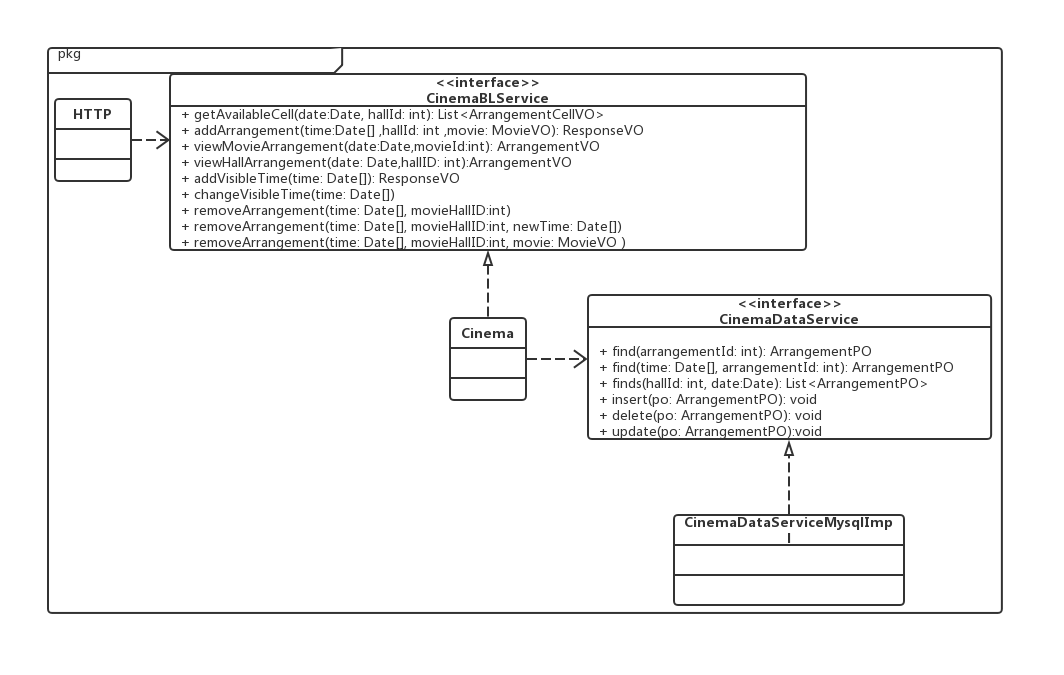 pkg
HTTP
<<interface>>
CinemaBLService
+ getAvailableCell(date:Date, hallId: int): List<ArrangementCellVO>
+ addArrangement(time:Date[] ,hallId: int ,movie: MovieVO): ResponseVO
+ viewMovieArrangement(date:Date,movieId:int): ArrangementVO
+ viewHallArrangement(date: Date,hallID: int):ArrangementVO
+ addVisibleTime(time: Date[]): ResponseVO
+ changeVisibleTime(time: Date[])
+ removeArrangement(time: Date[], movieHallID:int)
+ removeArrangement(time: Date[], movieHallID:int, newTime: Date[])
+ removeArrangement(time: Date[], movieHallID:int, movie: MovieVO )
Cinema
<<interface>>
CinemaDataService
+ find(arrangementId: int): ArrangementPO
+ find(time: Date[], arrangementId: int): ArrangementPO
+ finds(hallId: int, date:Date): List<ArrangementPO>
+ insert(po: ArrangementPO): void
+ delete(po: ArrangementPO): void
+ update(po: ArrangementPO):void
CinemaDataServiceMysqlImp